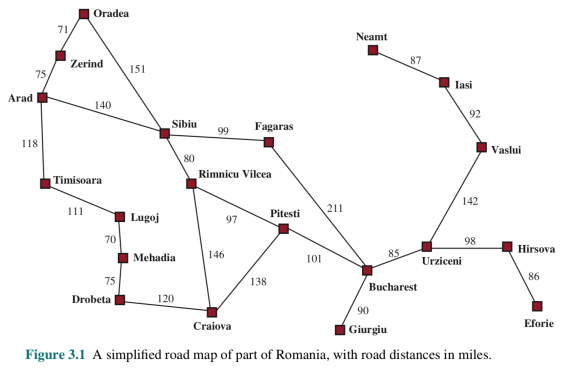 Oradea
71
Neamt
87
Zerind
151
75
Iasi
Arad
140
92
Sibiu
99
Fagaras
118
80
Vaslui
Rimnicu Vilcea
Timisoara
111
211
142
Lugoj
97
Pitesti
70
98
Hirsova
146
85
Mehadia
101
Urziceni
75
138
86
Bucharest
Drobeta
120
90
Craiova
Giurgiu
Eforie
Figure 3.1 A simplified road map of part of Romania, with road distances in miles.